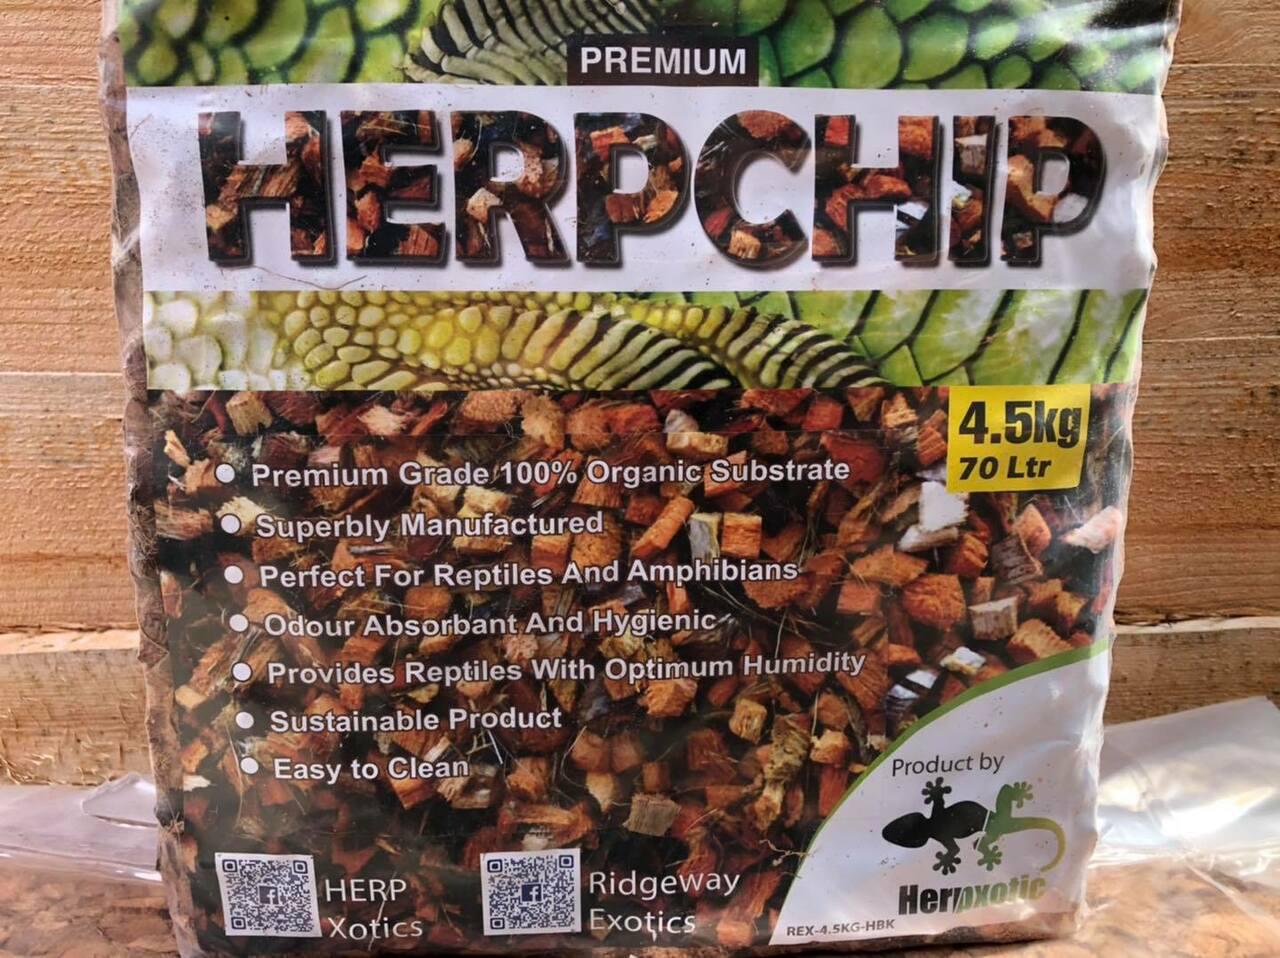 PREMIUM
HERPCHIP
4.5kg
70 Ltr
Premium Grade 100% Organic Substrate
Superbly Manufactured
Perfect For Reptiles And Amphibians
Odour Absorbant And Hygienic
Provides Reptiles With Optimum Humidity
Sustainable Product
Easy to Clean
Product by
Herpxotic
HERP
Xotics
Ridgeway
Exotics
REX-4.5KG-HBK